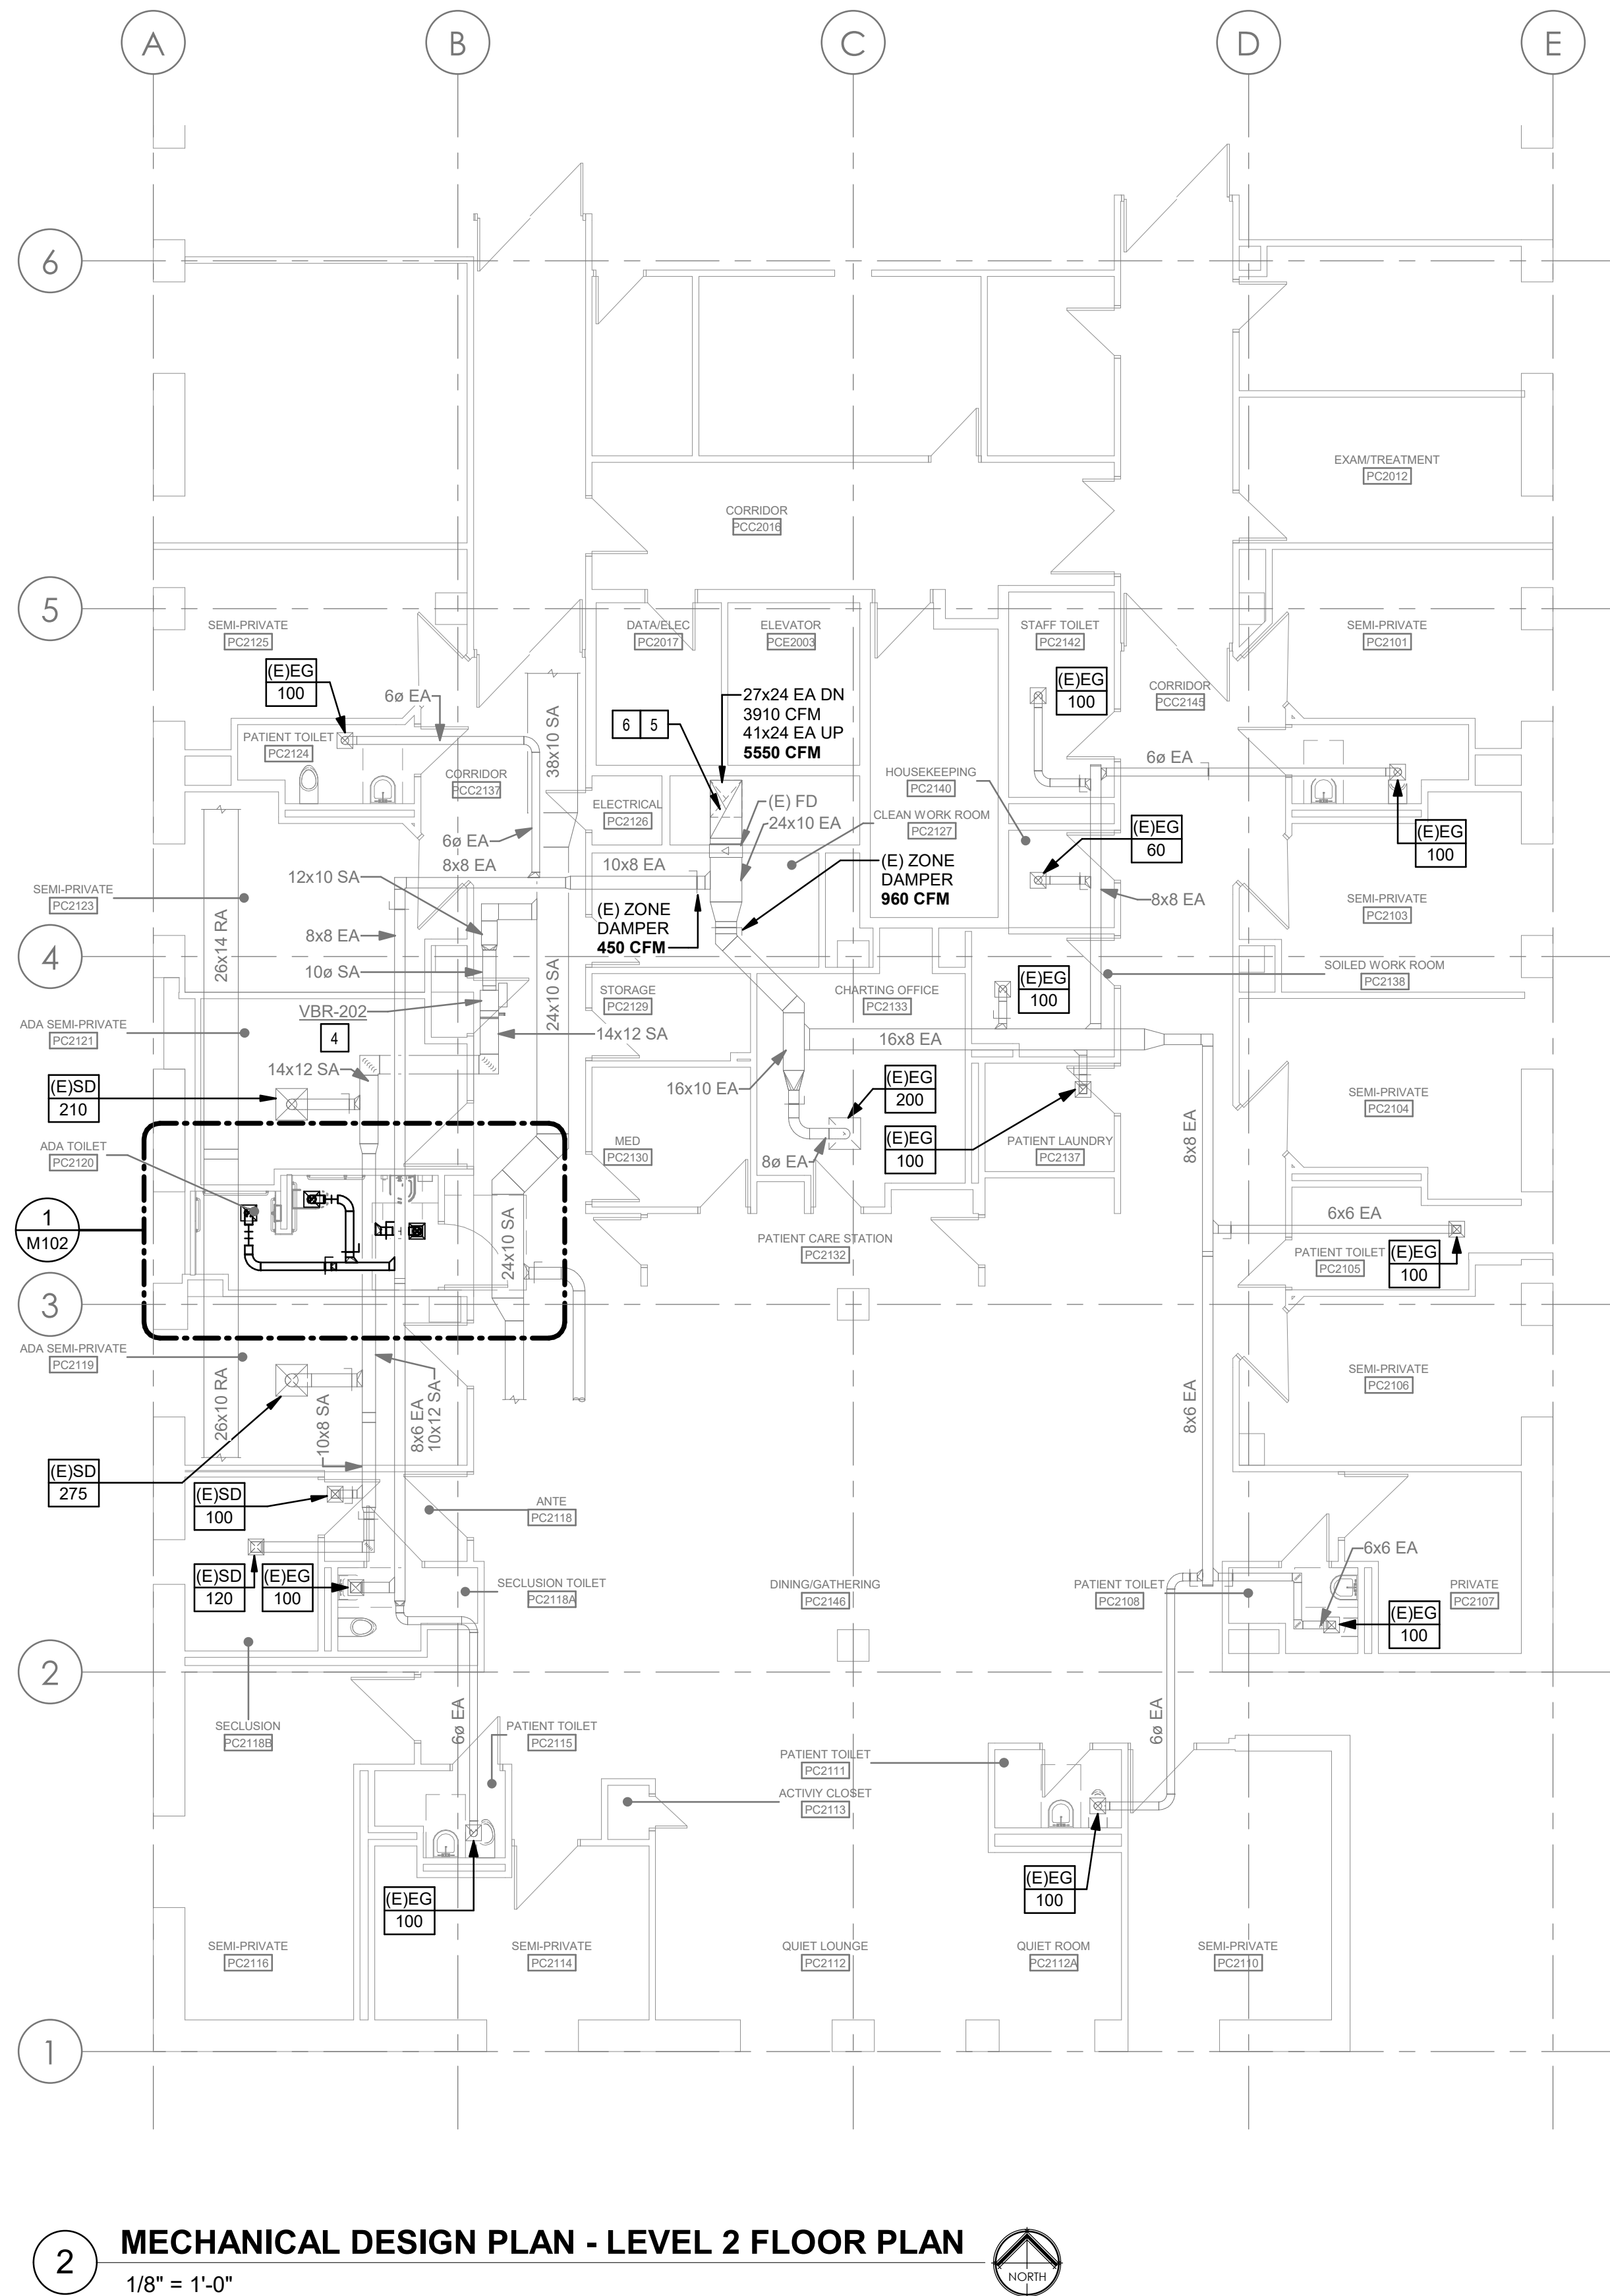 A
B
C
D
E
6
EXAM/TREATMENT
PC2012
CORRIDOR
PCC2016
5
SEMI-PRIVATE
PC2125
DATA/ELEC
PC2017
ELEVATOR
PCE2003
STAFF TOILET
PC2142
SEMI-PRIVATE
PC2101
(E)EG
100
6ø EA
38x10 SA
27x24 EA DN
3910 CFM
41x24 EA UP
5550 CFM
6
5
(E)EG
100
CORRIDOR
PCC2145
PATIENT TOILET
PC2124
CORRIDOR
PCC2137
6ø EA
HOUSEKEEPING
PC2140
ELECTRICAL
PC2126
(E) FD
24x10 EA
CLEAN WORK ROOM
PC2127
6ø EA
(E)EG
60
(E)EG
100
8x8 EA
10x8 EA
12x10 SA
(E) ZONE
DAMPER
960 CFM
SEMI-PRIVATE
PC2123
8x8 EA
SEMI-PRIVATE
PC2103
(E) ZONE
DAMPER
450 CFM
26x14 RA
8x8 EA
4
10ø SA
24x10 SA
SOILED WORK ROOM
PC2138
(E)EG
100
STORAGE
PC2129
CHARTING OFFICE
PC2133
VBR-202
4
ADA SEMI-PRIVATE
PC2121
14x12 SA
16x8 EA
14x12 SA
16x10 EA
(E)SD
210
(E)EG
200
SEMI-PRIVATE
PC2104
8x8 EA
ADA TOILET
PC2120
MED
PC2130
(E)EG
100
PATIENT LAUNDRY
PC2137
8ø EA
1
M102
24x10 SA
6x6 EA
PATIENT CARE STATION
PC2132
PATIENT TOILET
PC2105
(E)EG
100
3
ADA SEMI-PRIVATE
PC2119
26x10 RA
10x8 SA
8x6 EA
10x12 SA
8x6 EA
SEMI-PRIVATE
PC2106
(E)SD
275
(E)SD
100
ANTE
PC2118
6x6 EA
(E)SD
120
(E)EG
100
SECLUSION TOILET
PC2118A
DINING/GATHERING
PC2146
PATIENT TOILET
PC2108
PRIVATE
PC2107
(E)EG
100
2
SECLUSION
PC2118B
6ø EA
PATIENT TOILET
PC2115
6ø EA
PATIENT TOILET
PC2111
ACTIVIY CLOSET
PC2113
(E)EG
100
(E)EG
100
SEMI-PRIVATE
PC2116
SEMI-PRIVATE
PC2114
QUIET LOUNGE
PC2112
QUIET ROOM
PC2112A
SEMI-PRIVATE
PC2110
1
2
MECHANICAL DESIGN PLAN - LEVEL 2 FLOOR PLAN
1/8" = 1'-0"
NORTH